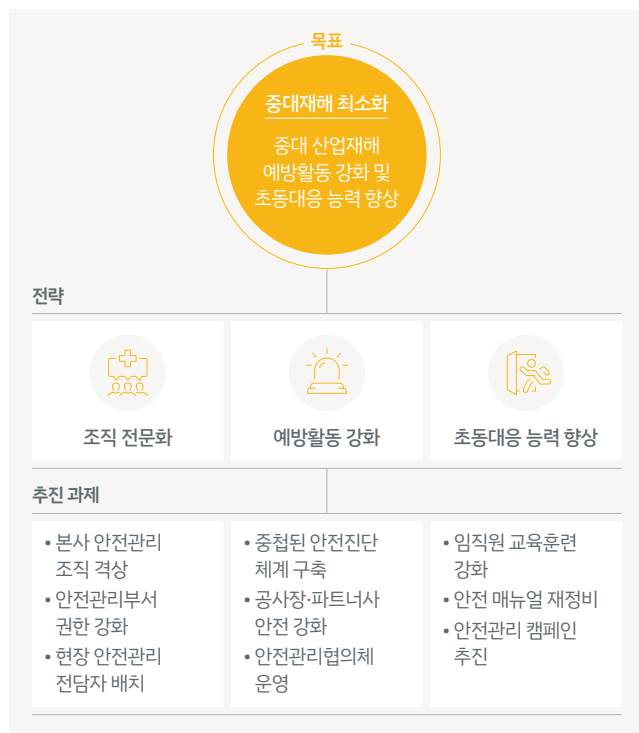 목표
중대재해 최소화
중대 산업재해
예방활동 강화 및
초동대응 능력 향상
전략
조직 전문화
예방활동 강화
초동대응 능력 향상
추진 과제
• 본사 안전관리
조직 격상
• 안전관리부서
권한 강화
• 현장 안전관리
전담자 배치
• 중첩된 안전진단
체계 구축
• 공사장·파트너사
안전 강화
• 안전관리협의체
운영
• 임직원 교육훈련
강화
• 안전 매뉴얼 재정비
• 안전관리 캠페인
추진